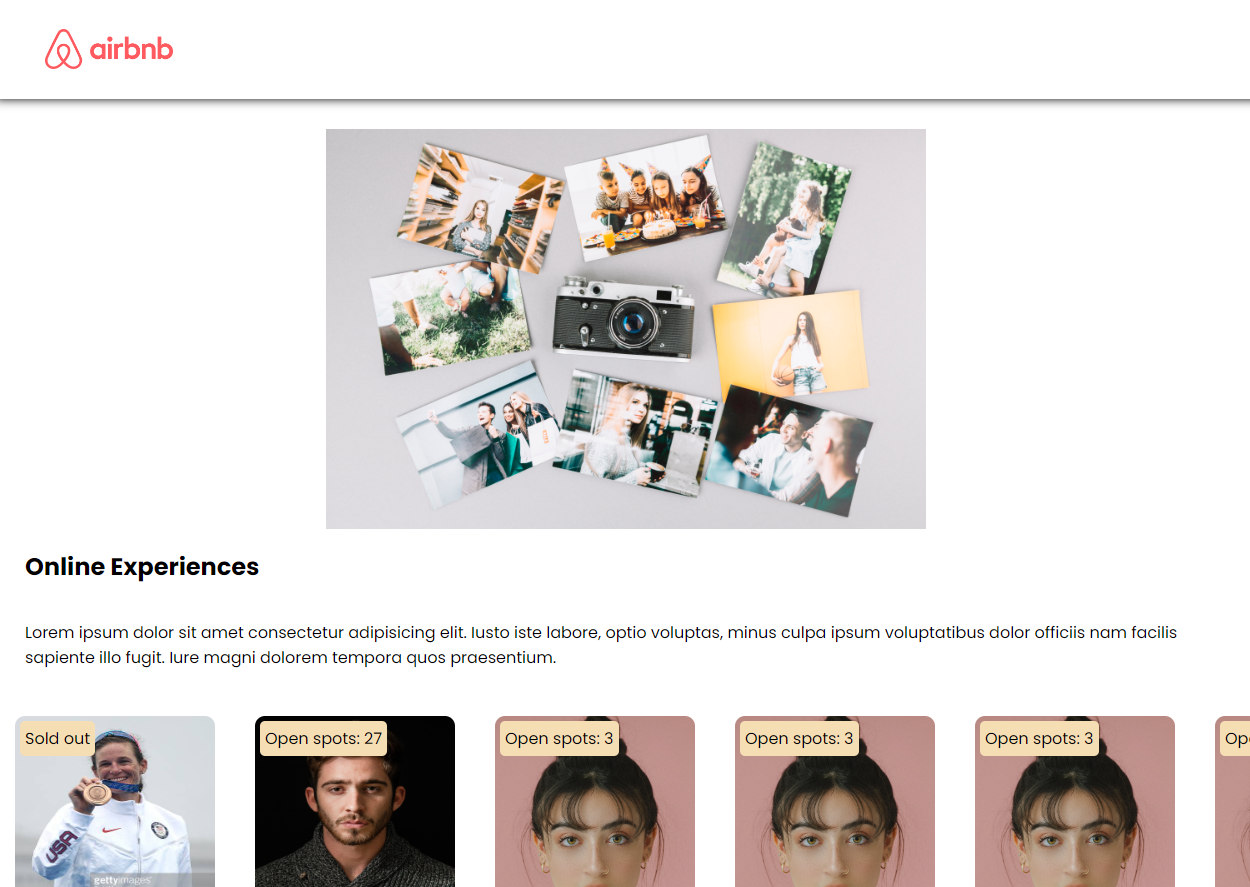 airbnb
Online Experiences
Lorem ipsum dolor sit amet consectetur adipisicing elit. Iusto iste labore, optio voluptas, minus culpa ipsum voluptatibus dolor officiis nam facilis
sapiente illo fugit. Iure magni dolorem tempora quos praesentium.
Sold out
Open spots: 27
Open spots: 3
Open spots: 3
Open spots: 3
Ope
USA
gettyimages